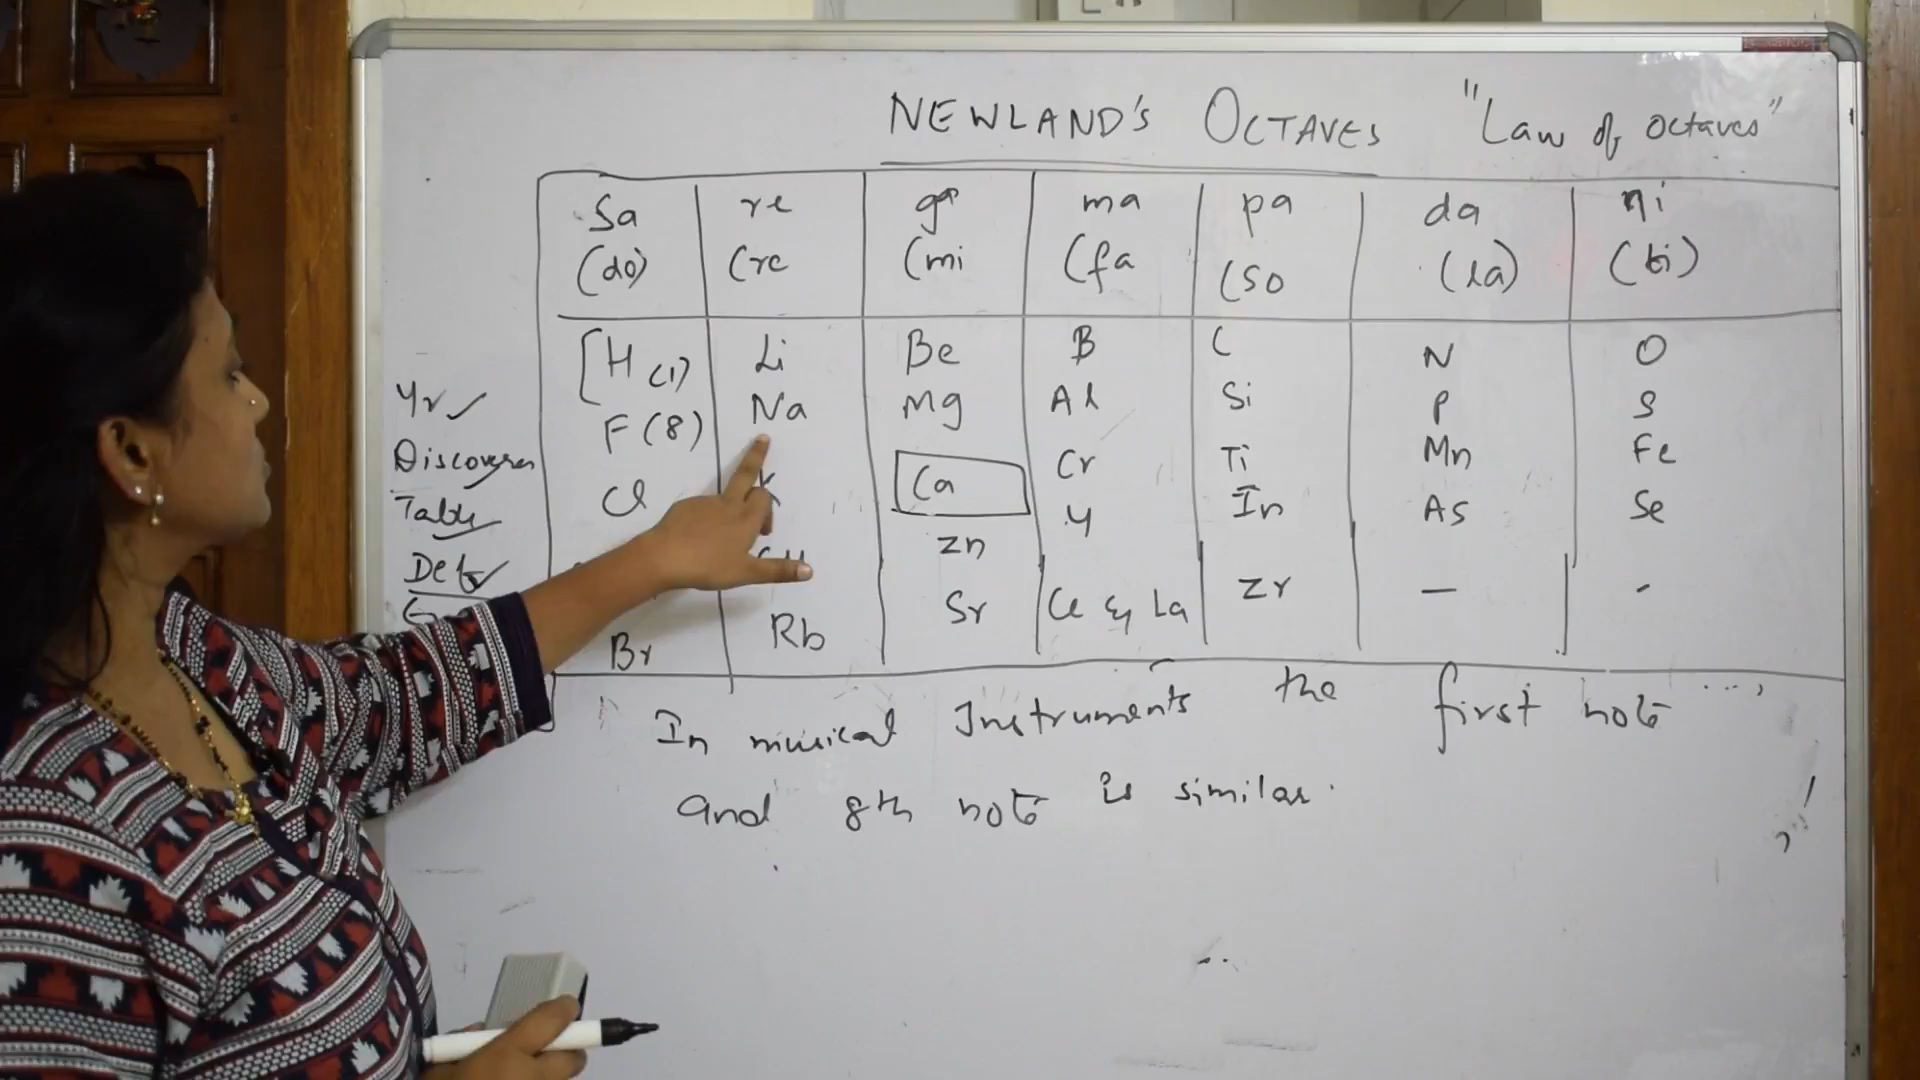 NEWLAND'S OCTAVES "Law of octaves"
Sa re ga ma pa da ni
(do) (re (mi (fa (so (la) (ti)
[H (1) Li Be B C N O
F (8) Na Mg Al Si P S
Cl K Ca Cr Ti Mn Fe
Zn Y In As Se
Br Rb Sr Ce & La Zr — -
Yr ✓
Discoverer
Table
Def ✓
In musical Instruments the first note ...,
and 8th note is similar.